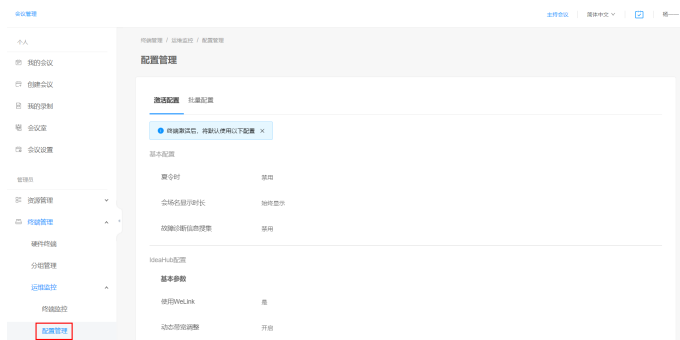 会议管理
主持会议
简体中文
个人
我的会议
创建会议
我的录制
会议室
会议设置
管理员
资源管理
终端管理
硬件终端
分组管理
运维监控
终端监控
配置管理
终端管理 / 运维监控 / 配置管理
配置管理
激活配置 批量配置
终端激活后，将默认使用以下配置 ×
基本配置
夏令时 禁用
会场名显示时长 始终显示
故障诊断信息搜集 禁用
IdeaHub配置
基本参数
使用WeLink 是
动态带宽调整 开启